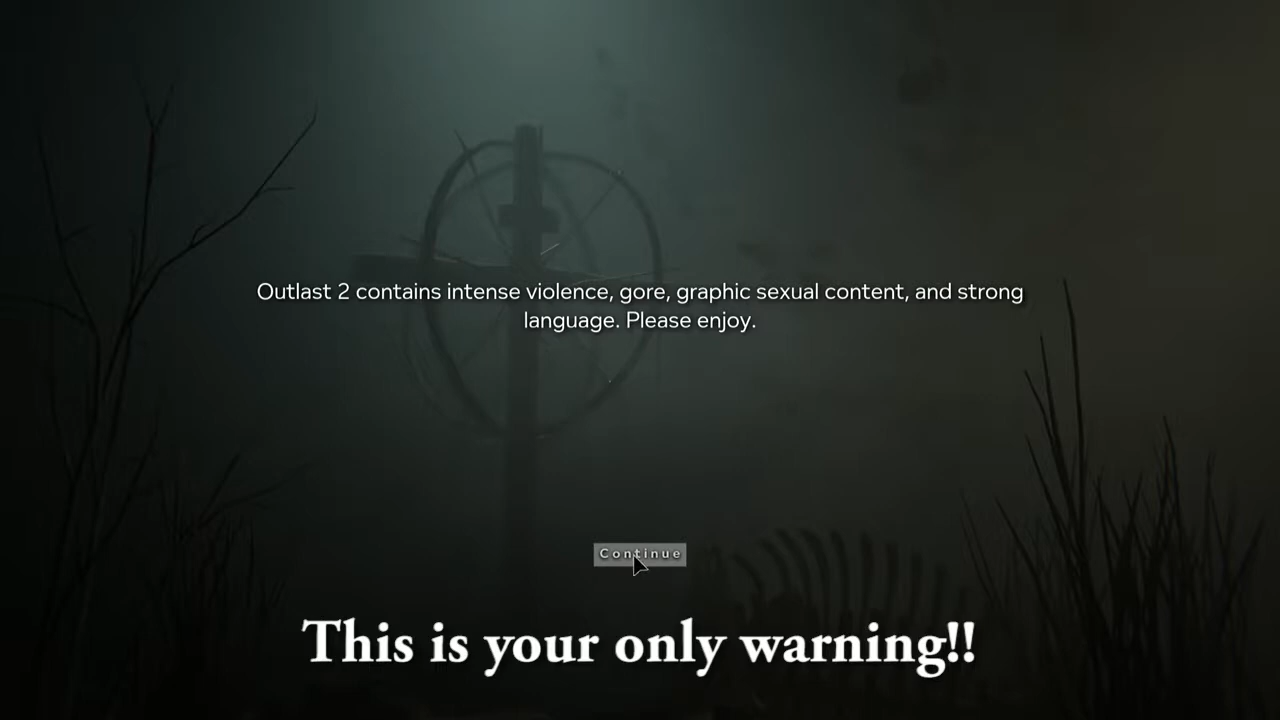 Outlast 2 contains intense violence, gore, graphic sexual content, and strong
language. Please enjoy.
Continue
This is your only warning!!